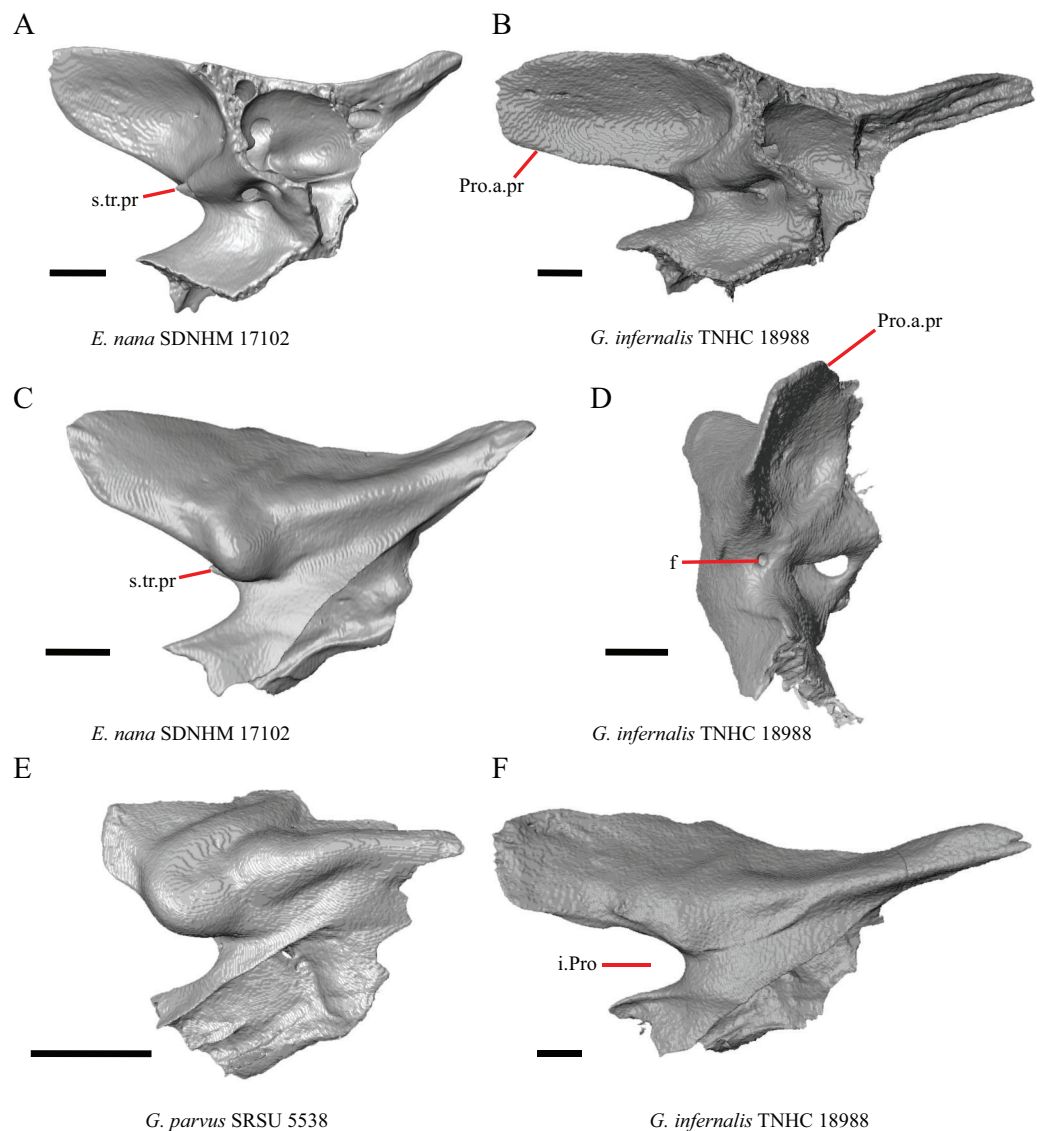 A
B
s.tr.pr
Pro.a.pr
E. nana SDNHM 17102
G. infernalis TNHC 18988
Pro.a.pr
C
D
s.tr.pr
f
E. nana SDNHM 17102
G. infernalis TNHC 18988
E
F
i.Pro
G. parvus SRSU 5538
G. infernalis TNHC 18988